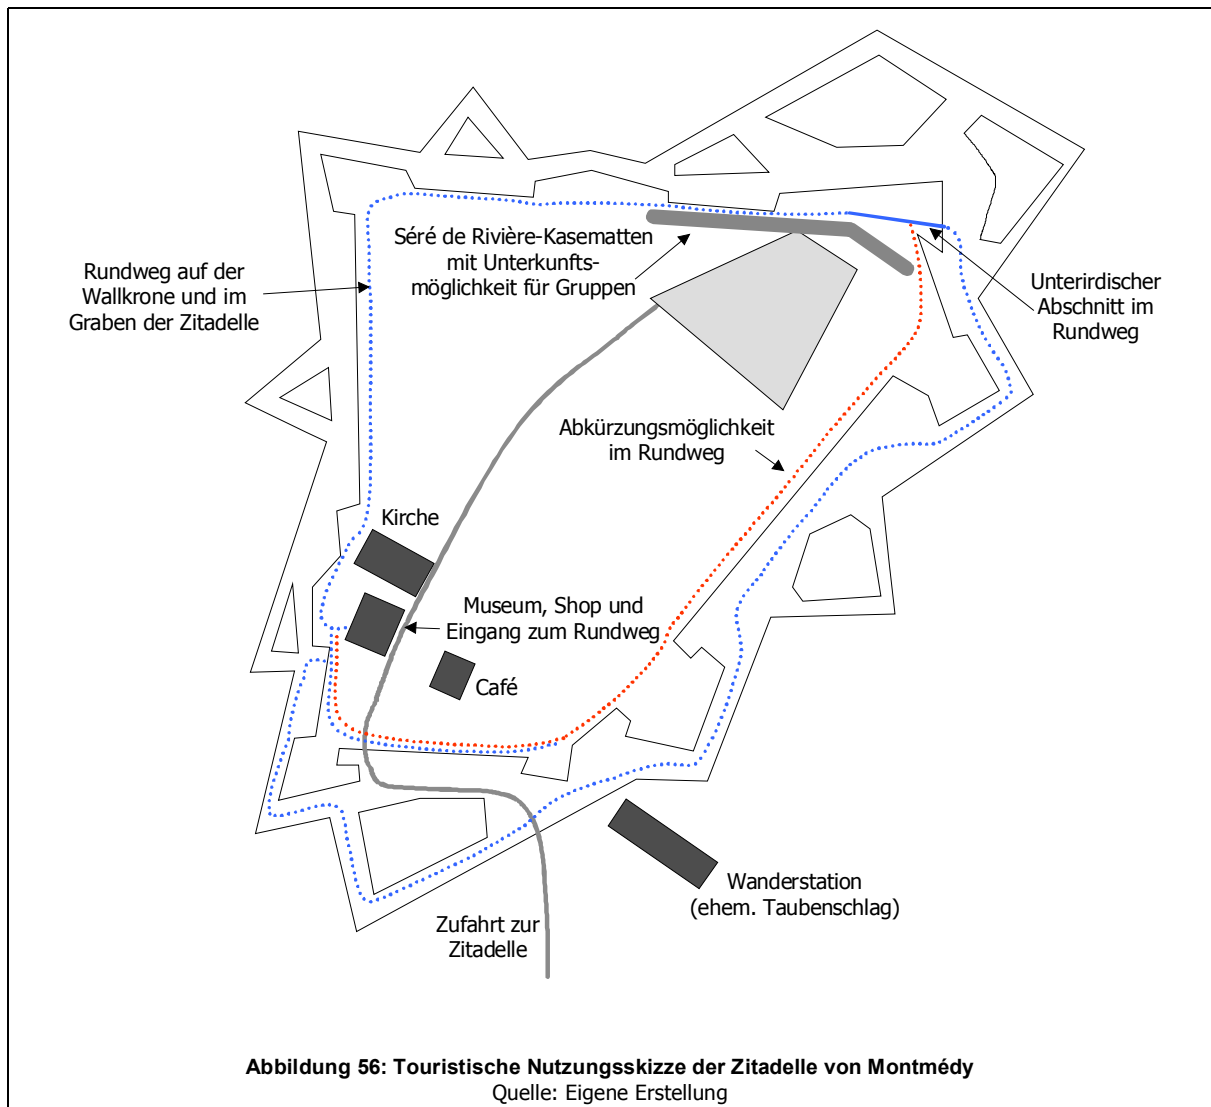 Séré de Rivière-Kasematten
mit Unterkunfts-
möglichkeit für Gruppen
Rundweg auf der
Wallkrone und im
Graben der Zitadelle
Unterirdischer
Abschnitt im
Rundweg
Abkürzungsmöglichkeit
im Rundweg
Kirche
Museum, Shop und
Eingang zum Rundweg
Café
Wanderstation
(ehem. Taubenschlag)
Zufahrt zur
Zitadelle
Abbildung 56: Touristische Nutzungsskizze der Zitadelle von Montmédy
Quelle: Eigene Erstellung